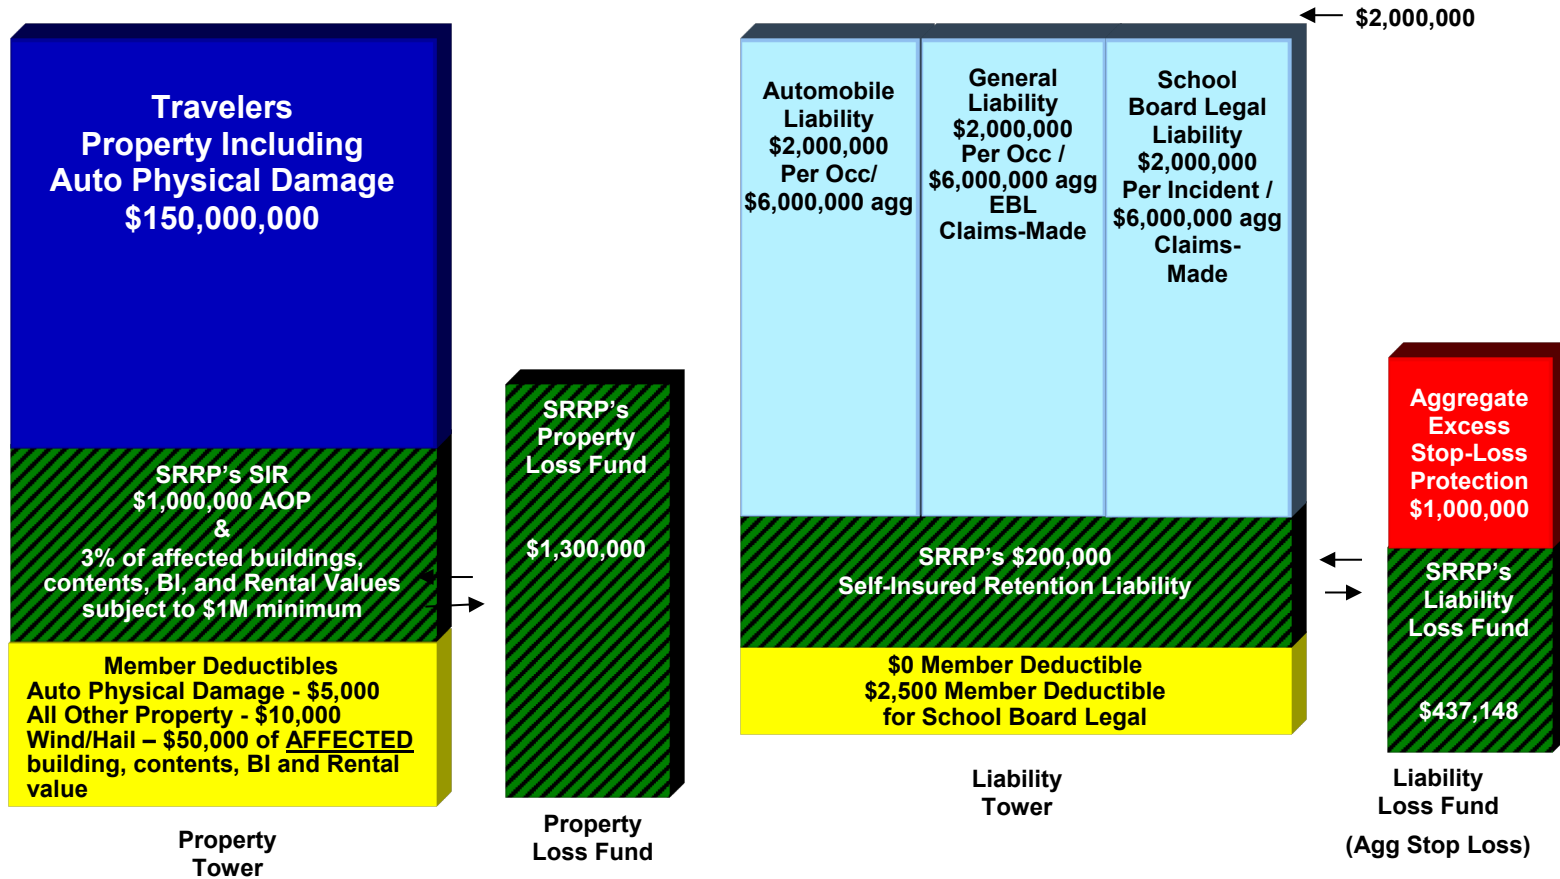 $2,000,000
Travelers
Property Including
Auto Physical Damage
$150,000,000
SRRP’s SIR
$1,000,000 AOP
&
3% of affected buildings,
contents, BI, and Rental Values
subject to $1M minimum
Member Deductibles
Auto Physical Damage - $5,000
All Other Property - $10,000
Wind/Hail – $50,000 of AFFECTED
building, contents, BI and Rental
value
Property
Tower
SRRP’s
Property
Loss Fund
$1,300,000
Property
Loss Fund
Automobile
Liability
$2,000,000
Per Occ/
$6,000,000 agg
General
Liability
$2,000,000
Per Occ /
$6,000,000 agg
EBL
Claims-Made
School
Board Legal
Liability
$2,000,000
Per Incident /
$6,000,000 agg
Claims-
Made
SRRP’s $200,000
Self-Insured Retention Liability
$0 Member Deductible
$2,500 Member Deductible
for School Board Legal
Liability
Tower
Aggregate
Excess
Stop-Loss
Protection
$1,000,000
SRRP’s
Liability
Loss Fund
$437,148
Liability
Loss Fund
(Agg Stop Loss)